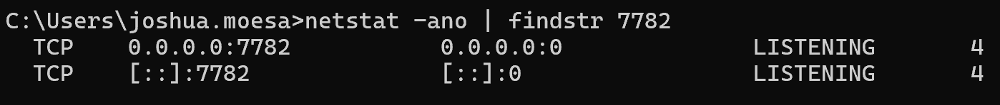 C:\Users\joshua.moesa>netstat -ano | findstr 7782
  TCP    0.0.0.0:7782           0.0.0.0:0              LISTENING       4
  TCP    [::]:7782              [::]:0                 LISTENING       4